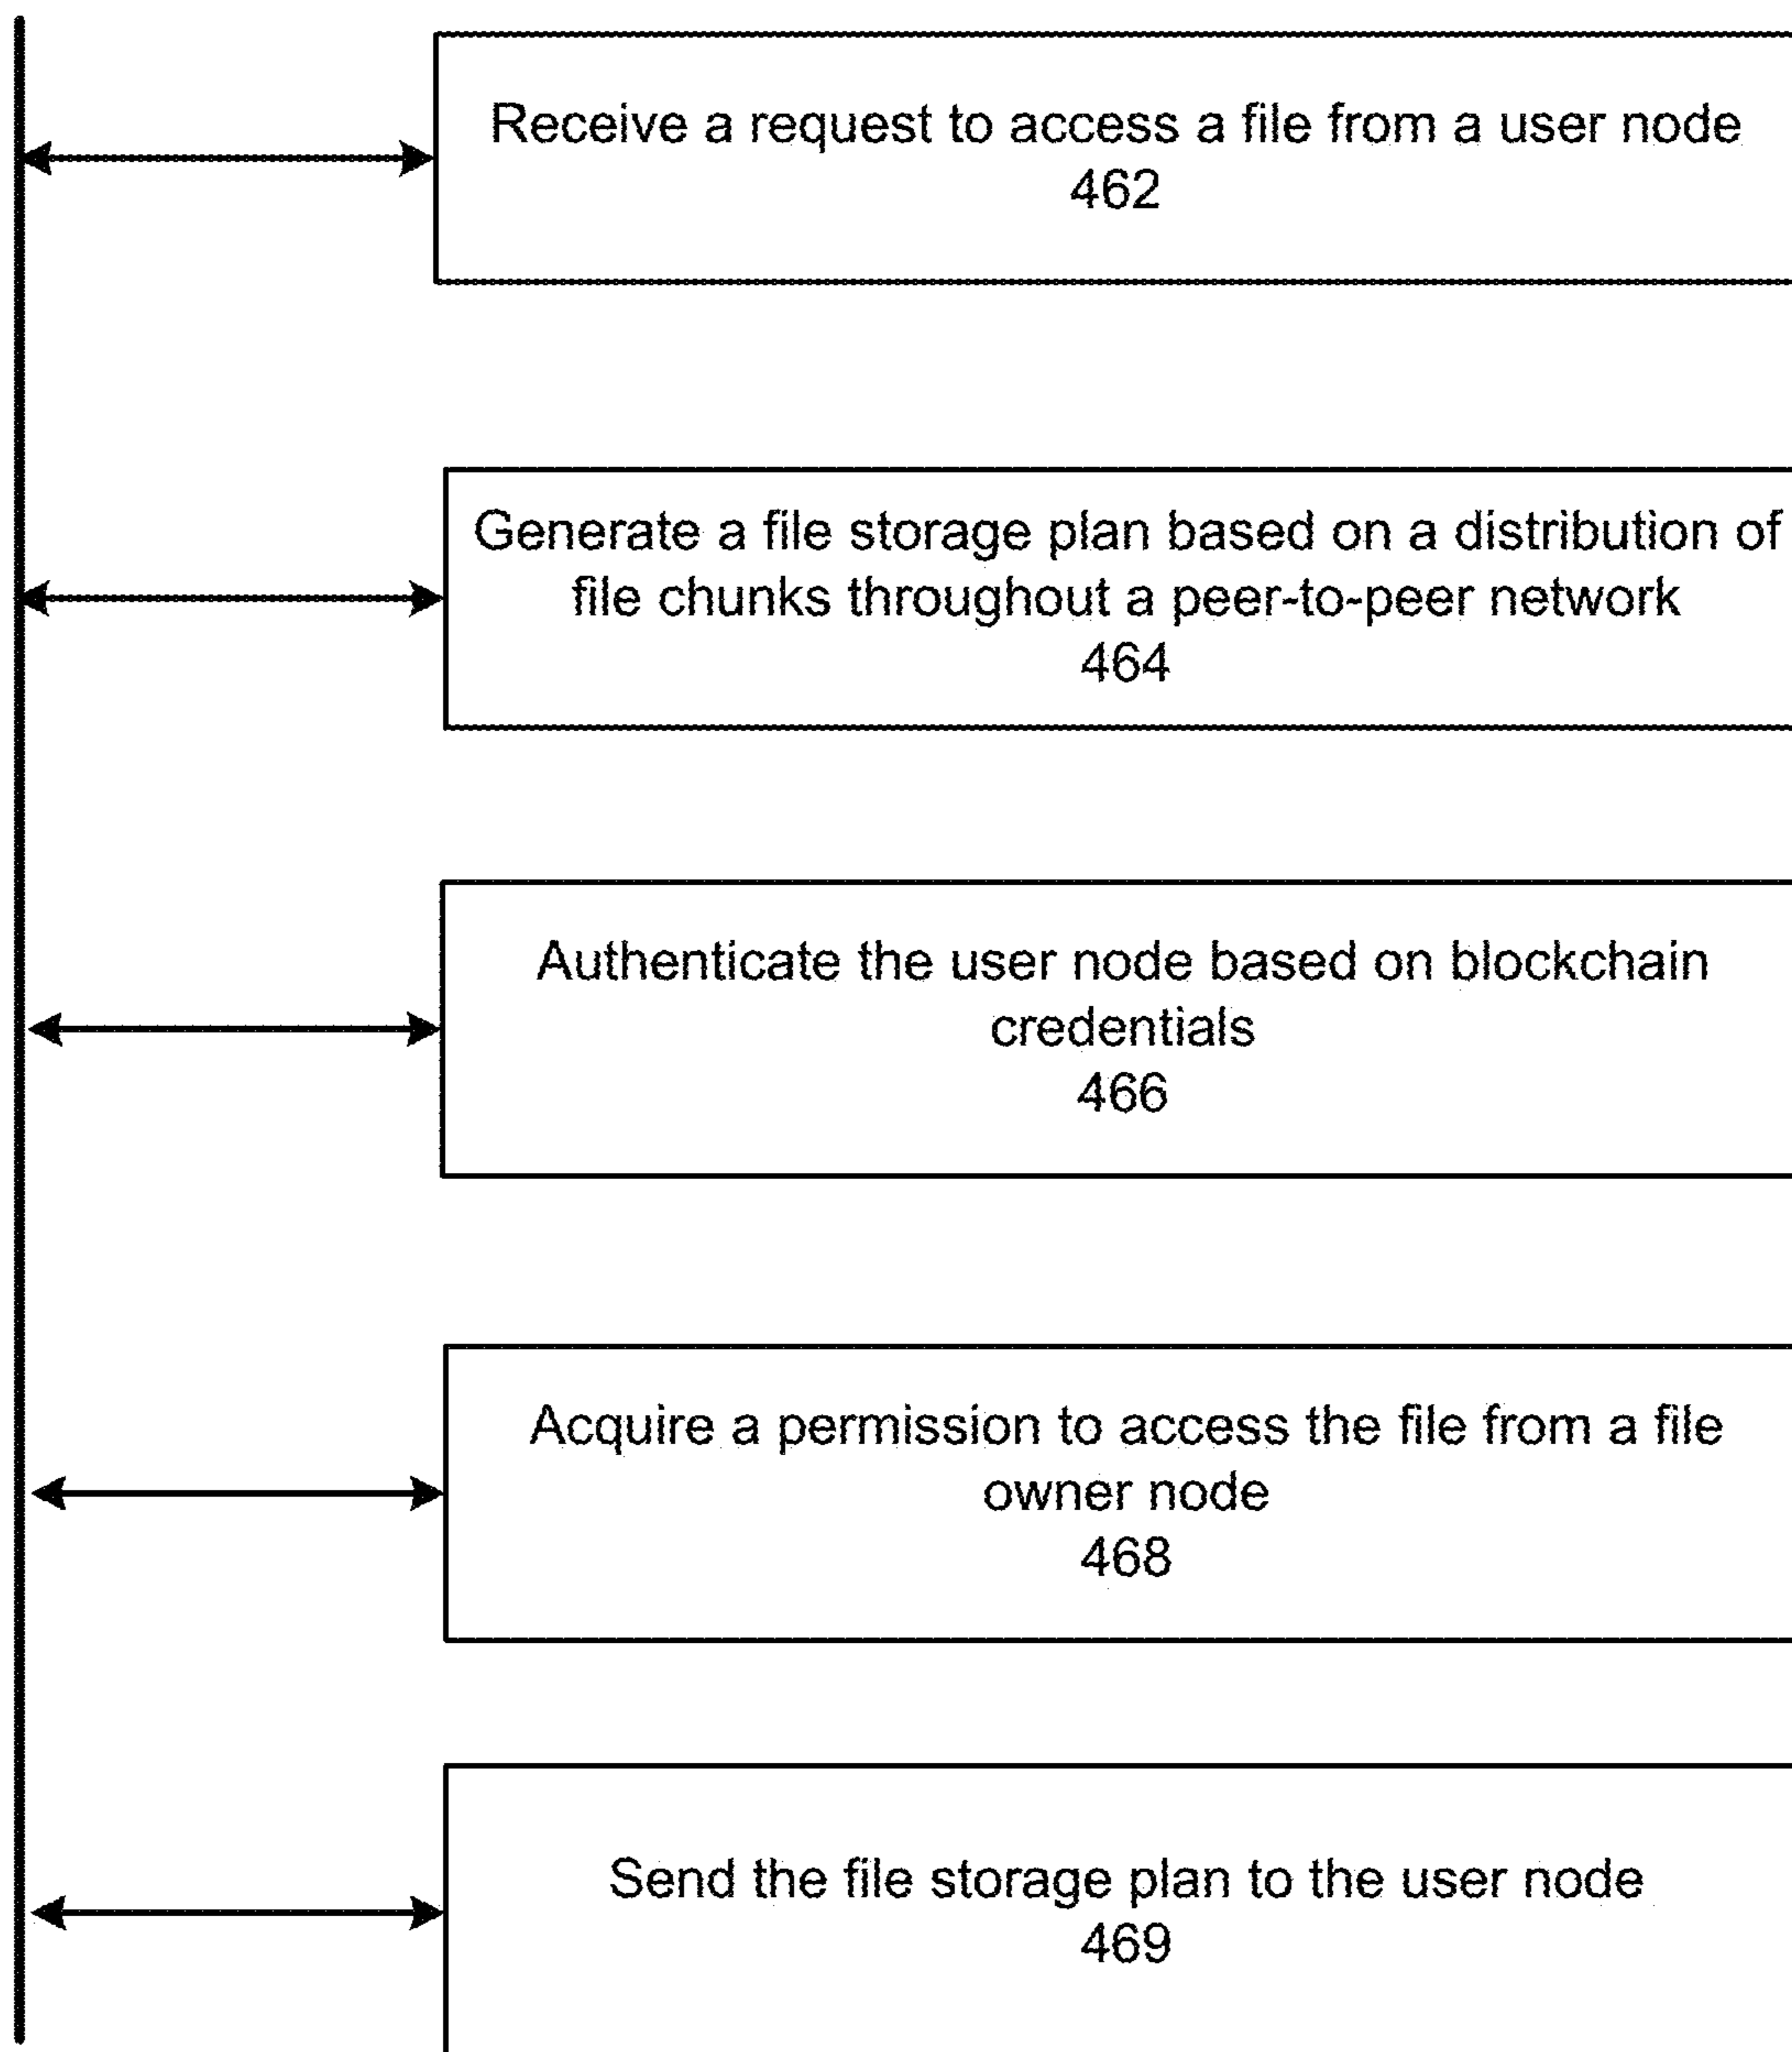 Receive a request to access a file from a user node
462
Generate a file storage plan based on a distribution of
file chunks throughout a peer-to-peer network
464
Authenticate the user node based on blockchain
credentials
466
Acquire a permission to access the file from a file
owner node
468
Send the file storage plan to the user node
469